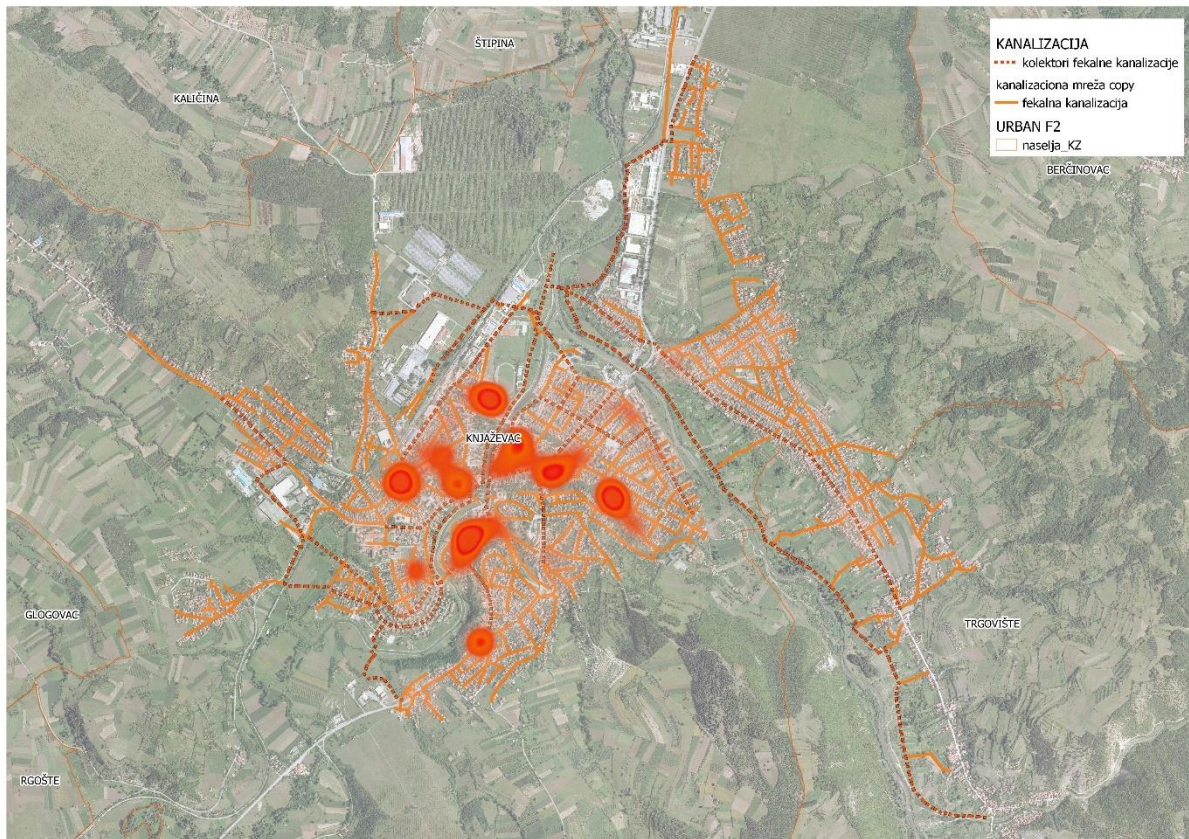 ŠTIPINA
KANALIZACIJA
kolektori fekalne kanalizacije
kanalizaciona mreža copy
fekalna kanalizacija
URBAN F2
naselja_KZ
KALIČINA
BERČINOVAC
KNJAŽEVAC
GLOGOVAC
TRGOVIŠTE
RGOŠTE